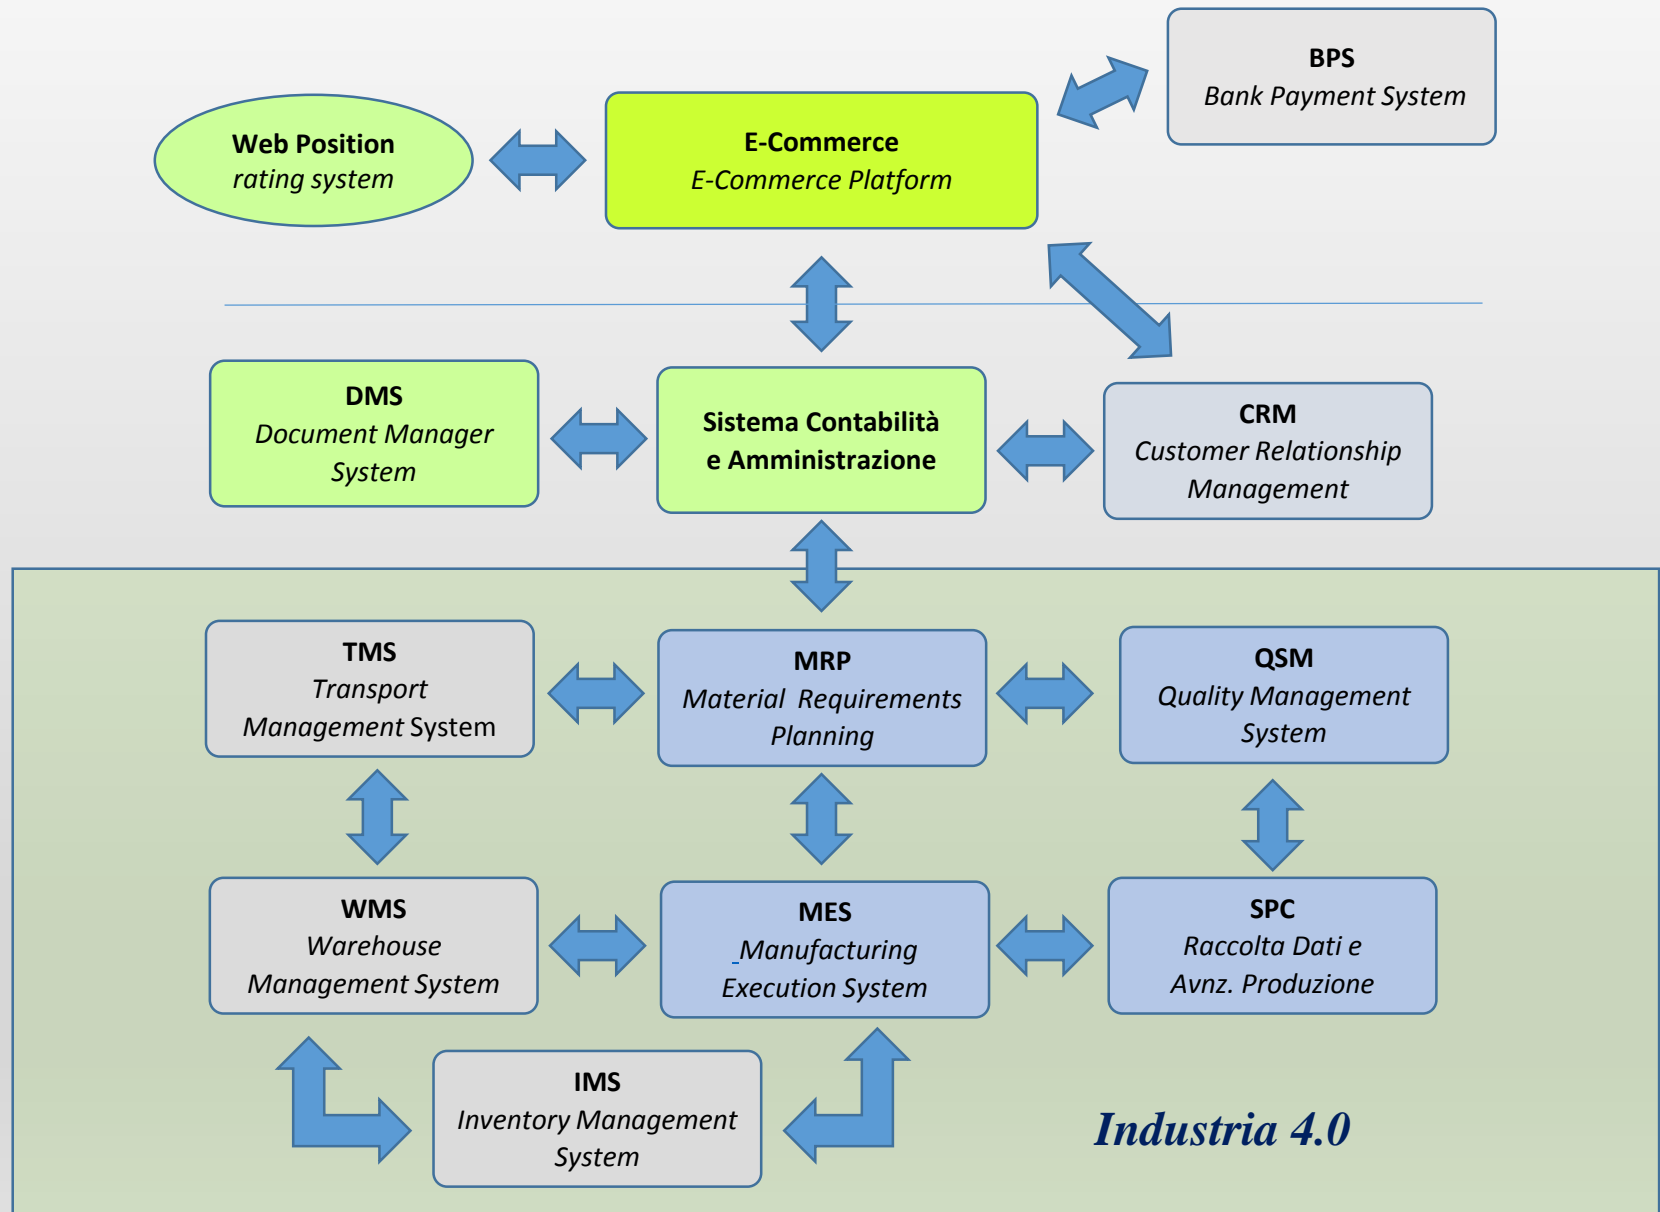 BPS
Bank Payment System
Web Position
rating system
E-Commerce
E-Commerce Platform
DMS
Document Manager
System
Sistema Contabilità
e Amministrazione
CRM
Customer Relationship
Management
TMS
Transport
Management System
MRP
Material Requirements
Planning
QSM
Quality Management
System
WMS
Warehouse
Management System
MES
Manufacturing
Execution System
SPC
Raccolta Dati e
Avnz. Produzione
IMS
Inventory Management
System
Industria 4.0